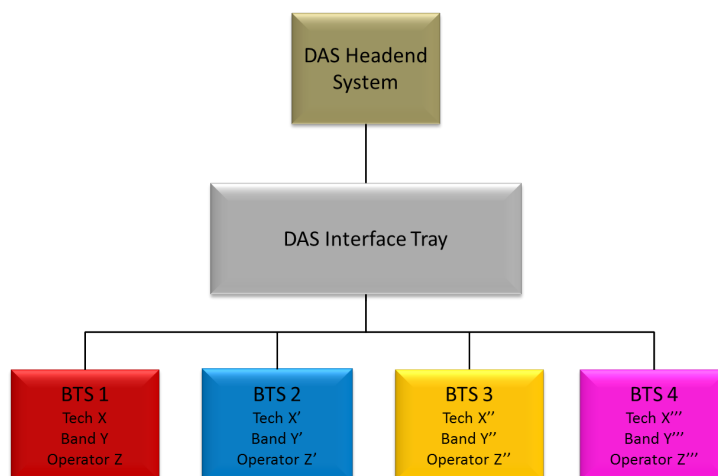 DAS Headend
System
DAS Interface Tray
BTS 1
Tech X
Band Y
Operator Z
BTS 2
Tech X’
Band Y’
Operator Z’
BTS 3
Tech X’’
Band Y’’
Operator Z’’
BTS 4
Tech X’’’
Band Y’’’
Operator Z’’’